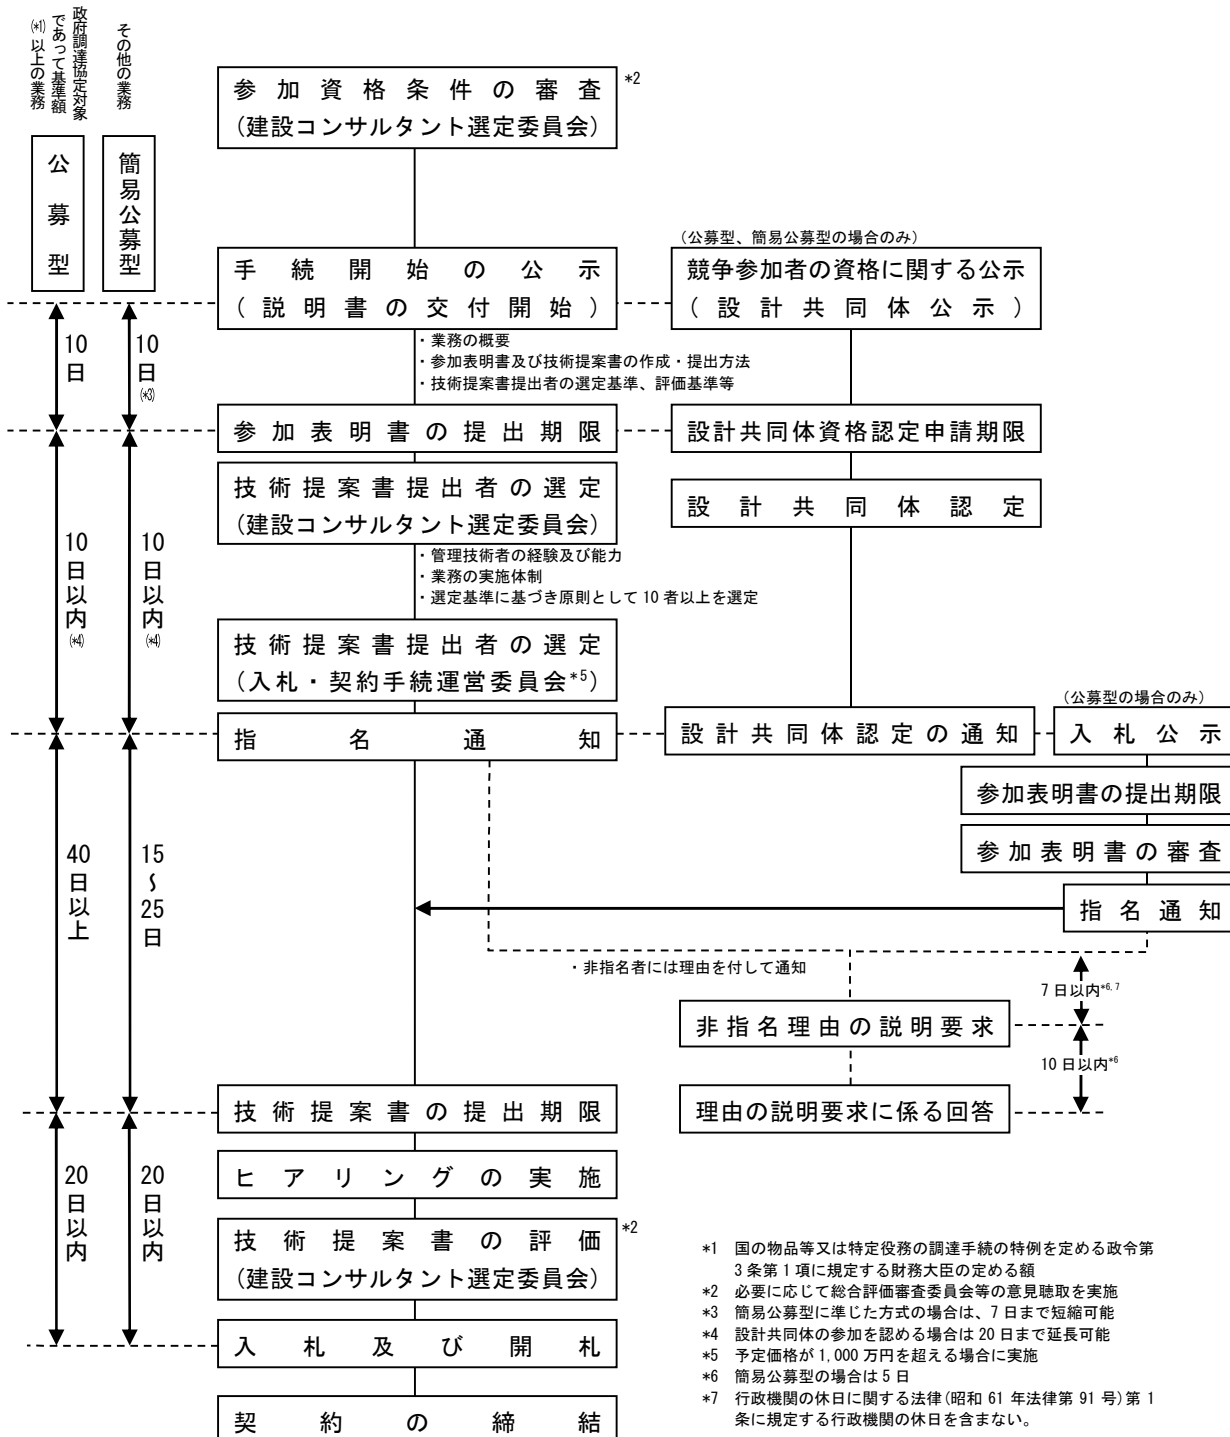 政府調達協定対象
であって基準額
(*1)以上の業務
その他の業務
公募型
簡易公募型
参加資格条件の審査
(建設コンサルタント選定委員会)
*2
手続開始の公示
(説明書の交付開始)
(公募型、簡易公募型の場合のみ)
競争参加者の資格に関する公示
(設計共同体公示)
10日
10日(*3)
・業務の概要
・参加表明書及び技術提案書の作成・提出方法
・技術提案書提出者の選定基準、評価基準等
参加表明書の提出期限
設計共同体資格認定申請期限
技術提案書提出者の選定
(建設コンサルタント選定委員会)
設計共同体認定
10日以内(*4)
10日以内(*4)
・管理技術者の経験及び能力
・業務の実施体制
・選定基準に基づき原則として 10 者以上を選定
技術提案書提出者の選定
(入札・契約手続運営委員会*5)
指名通知
設計共同体認定の通知
(公募型の場合のみ)
入札公示
参加表明書の提出期限
参加表明書の審査
指名通知
40日以上
15~25日
・非指名者には理由を付して通知
7 日以内*6,7
非指名理由の説明要求
10 日以内*6
理由の説明要求に係る回答
技術提案書の提出期限
20日以内
20日以内
ヒアリングの実施
技術提案書の評価
(建設コンサルタント選定委員会)
*2
入札及び開札
契約の締結
*1 国の物品等又は特定役務の調達手続の特例を定める政令第
3 条第 1 項に規定する財務大臣の定める額
*2 必要に応じて総合評価審査委員会等の意見聴取を実施
*3 簡易公募型に準じた方式の場合は、7 日まで短縮可能
*4 設計共同体の参加を認める場合は 20 日まで延長可能
*5 予定価格が 1,000 万円を超える場合に実施
*6 簡易公募型の場合は 5 日
*7 行政機関の休日に関する法律(昭和 61 年法律第 91 号)第 1
条に規定する行政機関の休日を含まない。